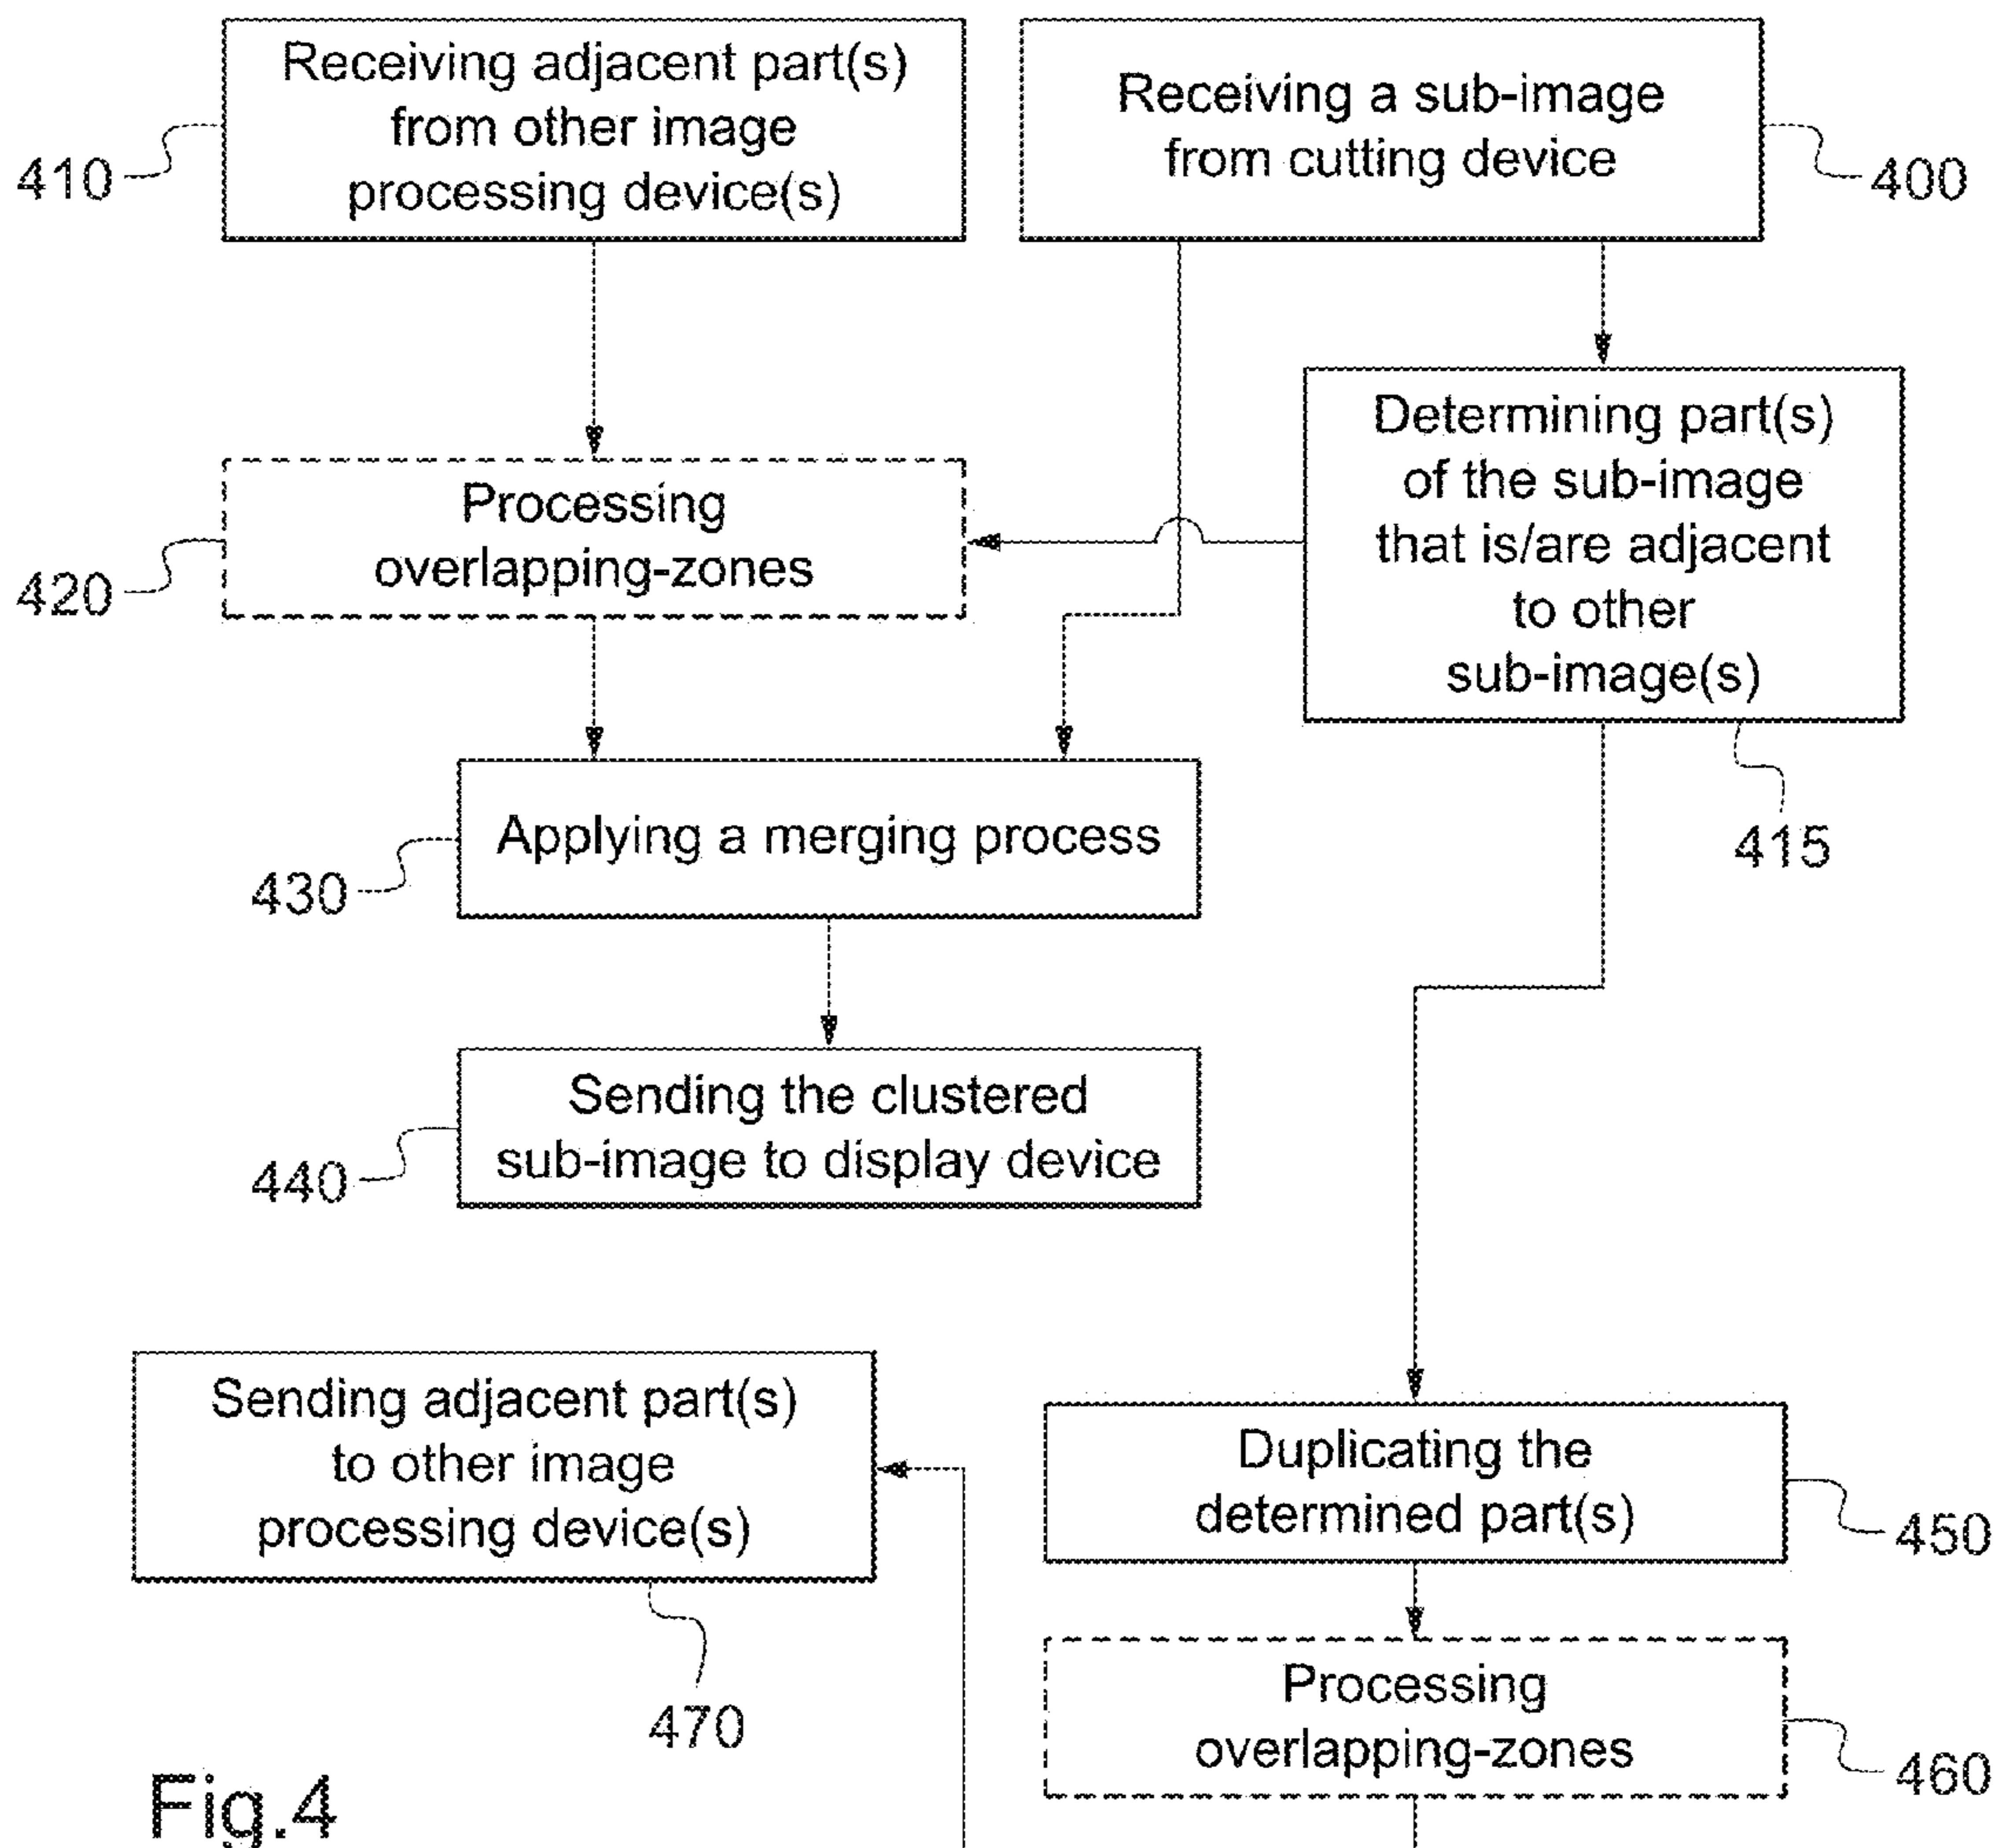 Receiving adjacent part(s)
from other image
processing device(s)
410
Receiving a sub-image
from cutting device
400
Processing
overlapping-zones
420
Determining part(s)
of the sub-image
that is/are adjacent
to other
sub-image(s)
415
Applying a merging process
430
Sending the clustered
sub-image to display device
440
Sending adjacent part(s)
to other image
processing device(s)
470
Duplicating the
determined part(s)
450
Processing
overlapping-zones
460
Fig.4